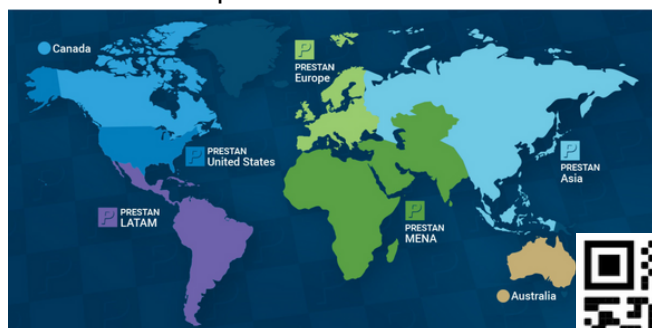 Canada
PRESTAN
Europe
PRESTAN
United States
PRESTAN
Asia
PRESTAN
LATAM
PRESTAN
MENA
Australia